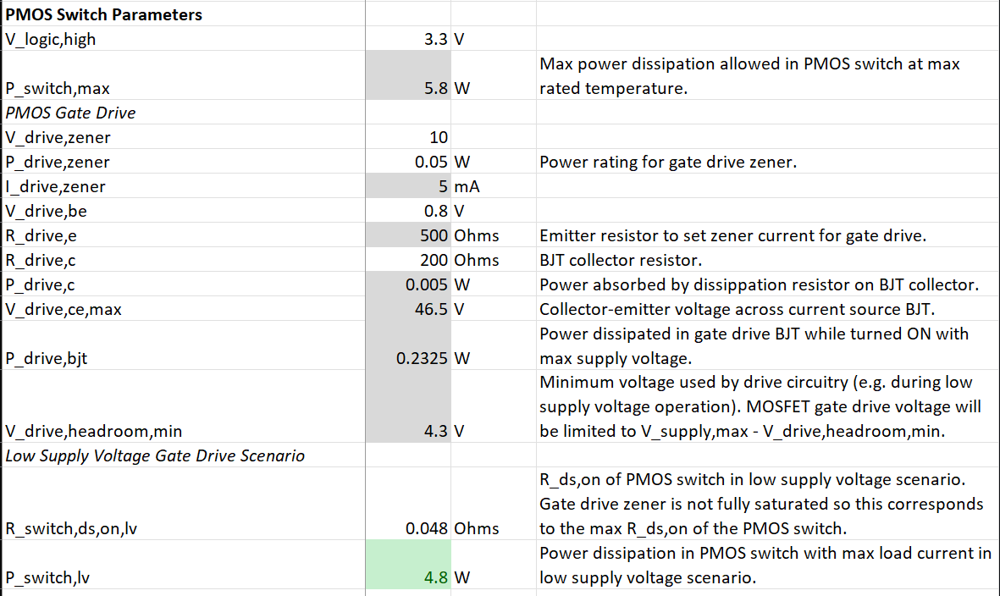 PMOS Switch Parameters
V_logic,high 3.3 V
Max power dissipation allowed in PMOS switch at max
P_switch,max 5.8 W rated temperature.
PMOS Gate Drive
V_drive,zener 10
P_drive,zener 0.05 W Power rating for gate drive zener.
I_drive,zener 5 mA
V_drive,be 0.8 V
R_drive,e 500 Ohms Emitter resistor to set zener current for gate drive.
R_drive,c 200 Ohms BJT collector resistor.
P_drive,c 0.005 W Power absorbed by dissippation resistor on BJT collector.
V_drive,ce,max 46.5 V Collector-emitter voltage across current source BJT.
Power dissipated in gate drive BJT while turned ON with
P_drive,bjt 0.2325 W max supply voltage.
Minimum voltage used by drive circuitry (e.g. during low
supply voltage operation). MOSFET gate drive voltage will
V_drive,headroom,min 4.3 V be limited to V_supply,max - V_drive,headroom,min.
Low Supply Voltage Gate Drive Scenario
R_ds,on of PMOS switch in low supply voltage scenario.
Gate drive zener is not fully saturated so this corresponds
R_switch,ds,on,lv 0.048 Ohms to the max R_ds,on of the PMOS switch.
Power dissipation in PMOS switch with max load current in
P_switch,lv 4.8 W low supply voltage scenario.